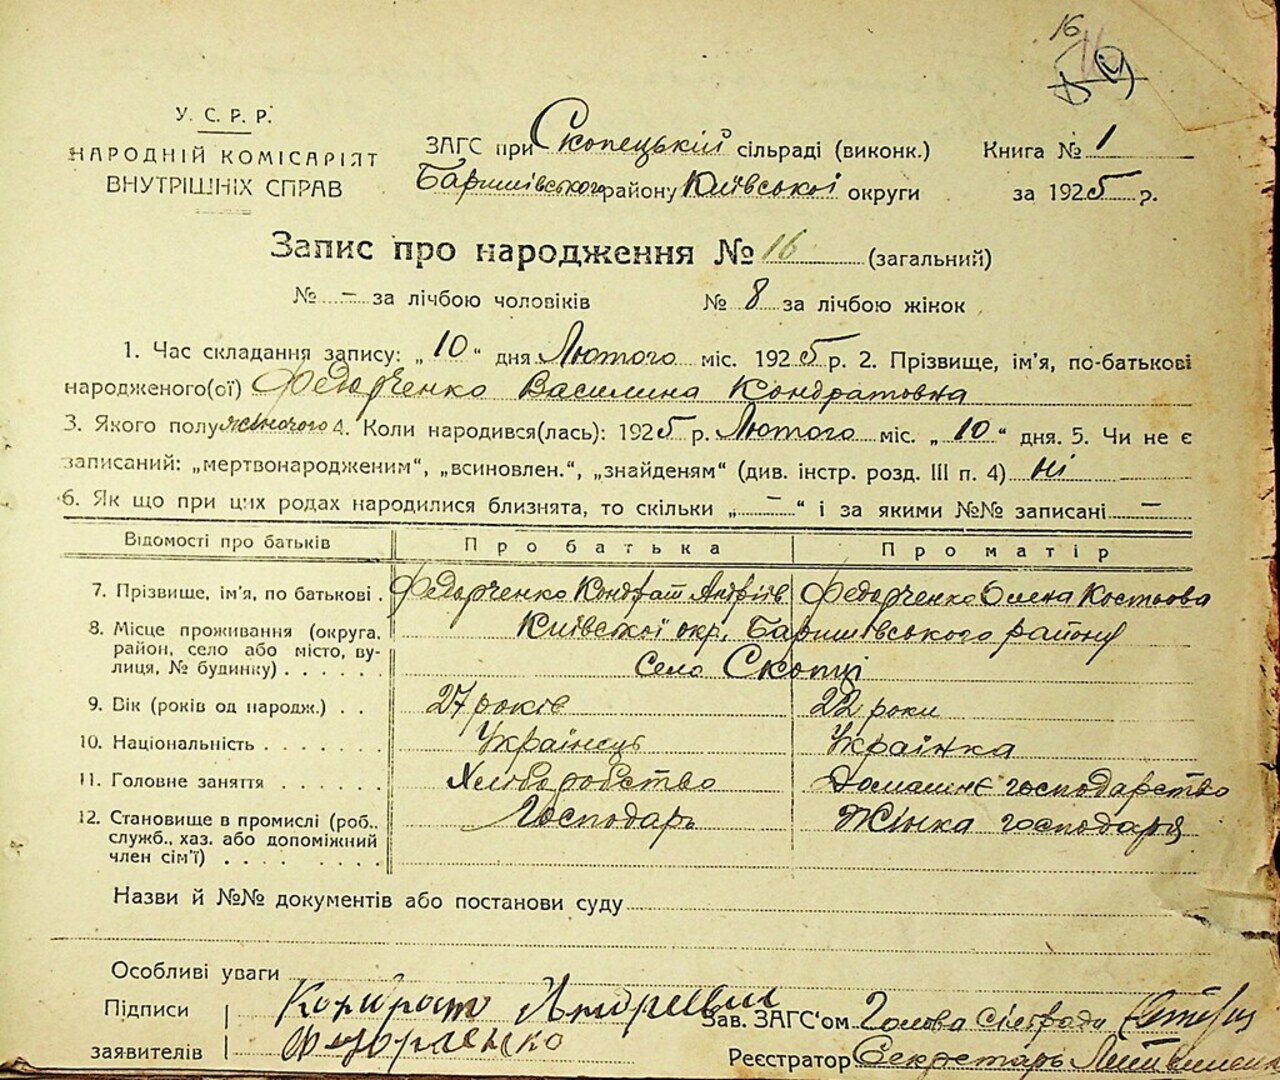 16
У. С. Р. Р.
НАРОДНІЙ КОМІСАРІЯТ
ВНУТРІШНІХ СПРАВ
ЗАГС при Скопецькій сільраді (виконк.)
Баришівського району Київської округи
Книга № 1
за 1925 р.
Запис про народження № 16 (загальний)
№ – за лічбою чоловіків № 8 за лічбою жінок
1. Час складання запису: „10“ дня Лютого міс. 1925 р. 2. Прізвище, ім'я, по-батькові
народженого(ої) Федорченко Василина Кондратовна
3. Якого полу жіночого 4. Коли народився(лась): 1925 р. Лютого міс. „10“ дня. 5. Чи не є
записаний: „мертвонародженим“, „всиновлен.“, „знайденям“ (див. інстр. розд. III п. 4) ні
6. Як що при цих родах народилися близнята, то скільки „–“ і за якими №№ записані –
Відомості про батьків Про батька Про матір
7. Прізвище, ім'я, по батькові . Федорченко Кондрат Андріїв Федорченко Олена Костьова
8. Місце проживання (округа, Київської окр. Баришівського району
район, село або місто, ву-
лиця, № будинку) . . . . . . Село Скопці
9. Вік (років од народж.) . . 27 років 22 роки
10. Національність . . . . . . . Українець Українка
11. Головне заняття . . . . . . Хліборобство Домашнє господарство
12. Становище в промислі (роб., Господарь Жінка господаря
служб., хаз. або допоміжний
член сім'ї) . . . . . . . .
Назви й №№ документів або постанови суду
Особливі уваги
Підписи Кондрат
заявителів Федорченко
Зав. ЗАГС'ом Голова Сільради
Реєстратор Секретарь